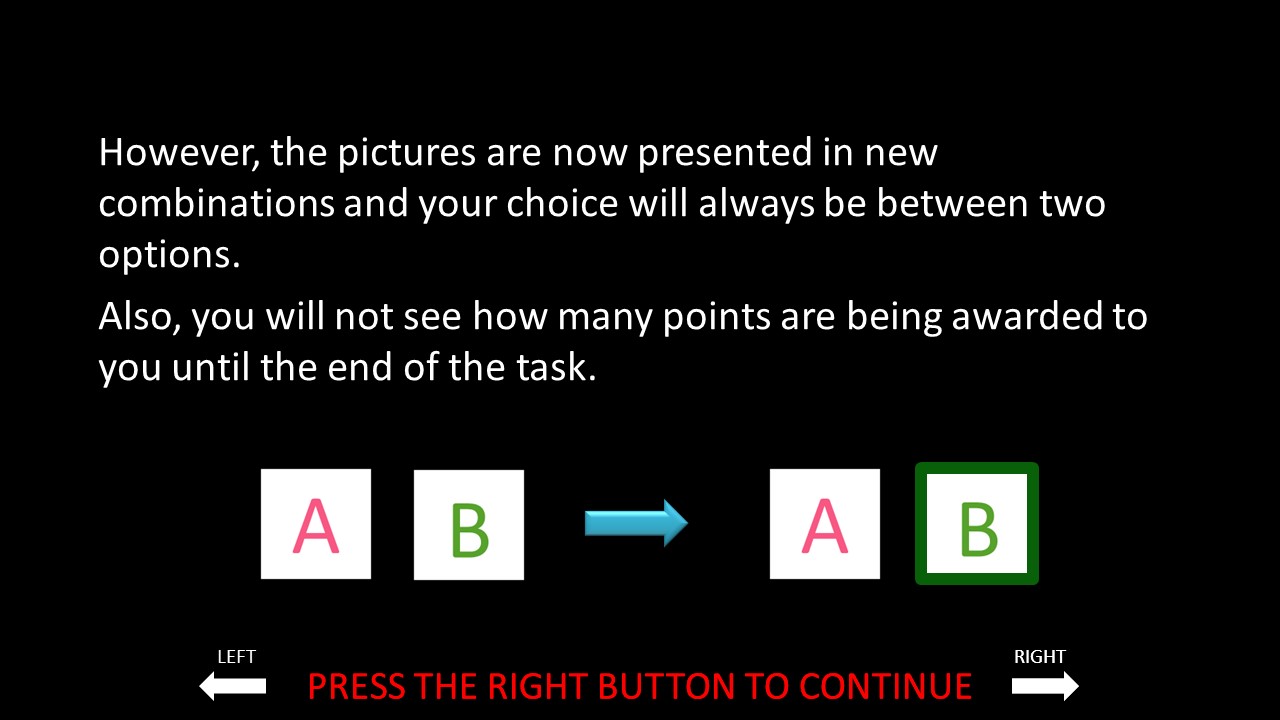 However, the pictures are now presented in new
combinations and your choice will always be between two
options.
Also, you will not see how many points are being awarded to
you until the end of the task.
A B A B
LEFT RIGHT
PRESS THE RIGHT BUTTON TO CONTINUE